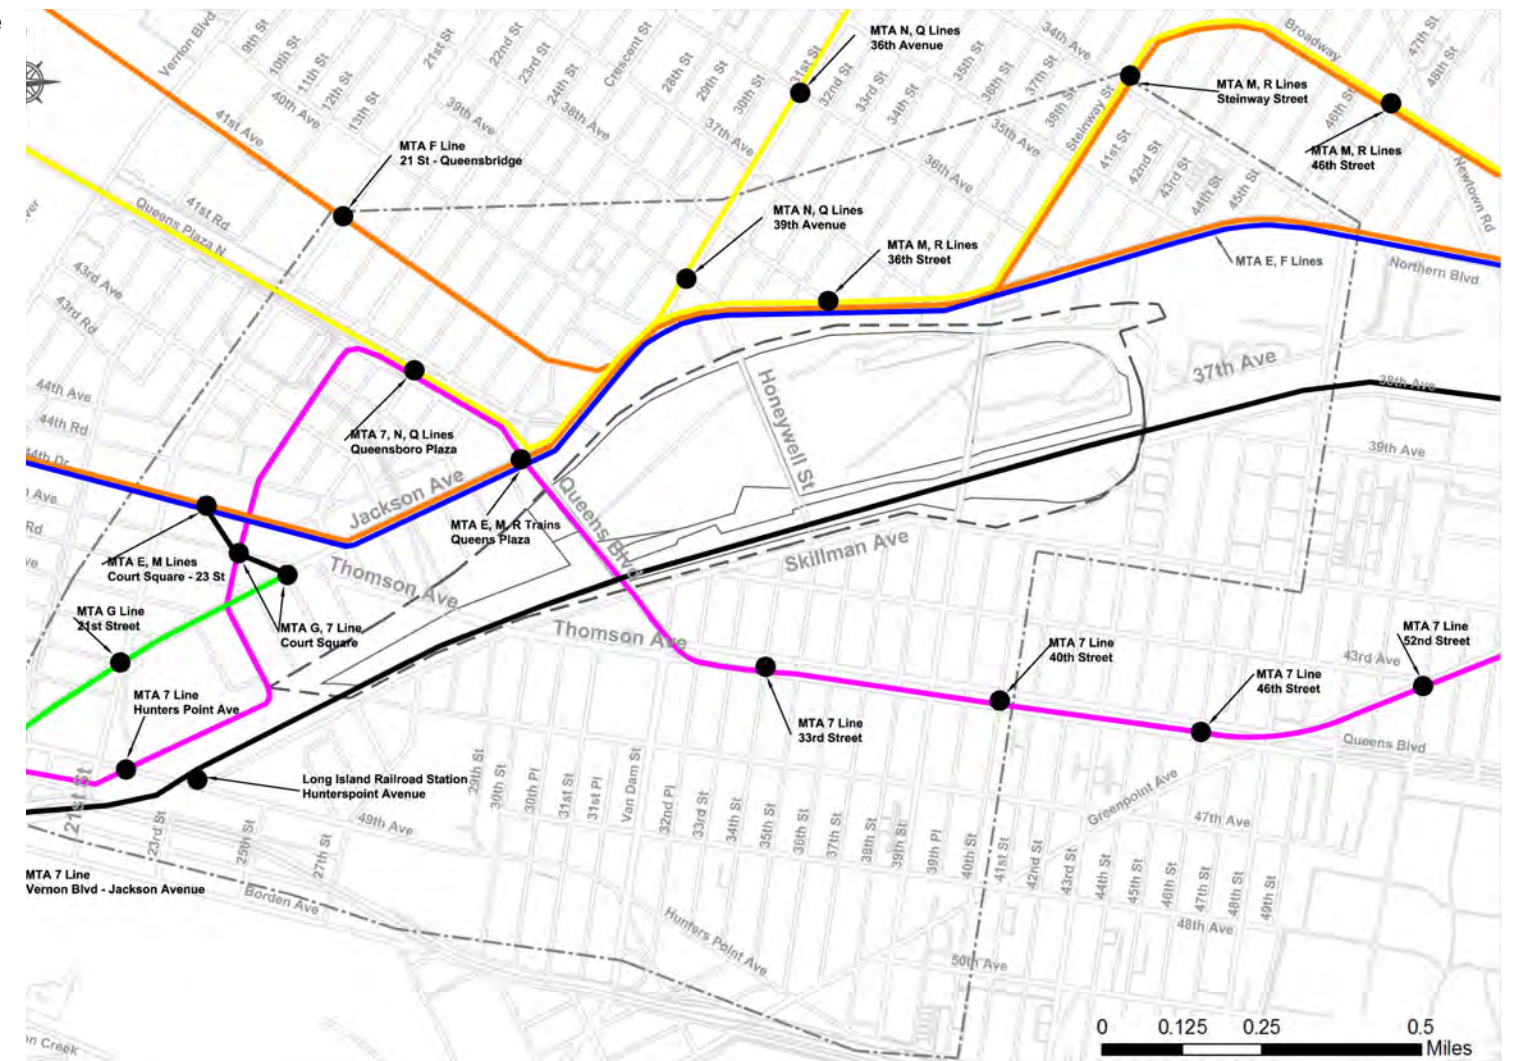 e
Vernon Blvd
9th St
10th St
11th St
12th St
13th St
40th Ave
41st Ave
21st St
22nd St
23rd St
24th St
Crescent St
28th St
29th St
30th St
31st St
32nd St
33rd St
34th St
35th St
36th St
37th St
38th St
39th Ave
38th Ave
37th Ave
36th Ave
35th Ave
34th Ave
Steinway St
41st St
42nd St
43rd St
44th St
45th St
46th St
47th St
48th St
Broadway
Newtown Rd
Northern Blvd
MTA N, Q Lines
36th Avenue
MTA M, R Lines
Steinway Street
MTA M, R Lines
46th Street
MTA F Line
21 St - Queensbridge
MTA N, Q Lines
39th Avenue
MTA M, R Lines
36th Street
MTA E, F Lines
41st Rd
Queens Plaza N
43rd Ave
43rd Rd
44th Ave
44th Rd
44th Dr
Ave
Rd
37th Ave
38th Ave
39th Ave
Honeywell St
MTA 7, N, Q Lines
Queensboro Plaza
Jackson Ave
Queens Blvd
MTA E, M, R Trains
Queens Plaza
Skillman Ave
Thomson Ave
Thomson Ave
MTA E, M Lines
Court Square - 23 St
MTA G Line
21st Street
MTA G, 7 Line
Court Square
MTA 7 Line
Hunters Point Ave
MTA 7 Line
40th Street
MTA 7 Line
52nd Street
43rd Ave
MTA 7 Line
46th Street
MTA 7 Line
33rd Street
Queens Blvd
Long Island Railroad Station
Hunterspoint Avenue
21st St
23rd St
25th St
27th St
49th Ave
29th St
30th St
30th Pl
31st St
31st Pl
Van Dam St
32nd Pl
33rd St
34th St
35th St
36th St
37th St
38th St
39th St
39th Pl
40th St
41st St
42nd St
43rd St
44th St
45th St
46th St
47th St
48th St
49th St
Greenpoint Ave
47th Ave
48th Ave
50th Ave
Hunters Point Ave
Borden Ave
MTA 7 Line
Vernon Blvd - Jackson Avenue
Creek
0 0.125 0.25 0.5
Miles